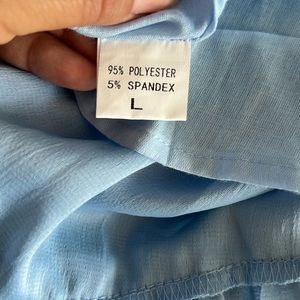 95% POLYESTER
5% SPANDEX
L